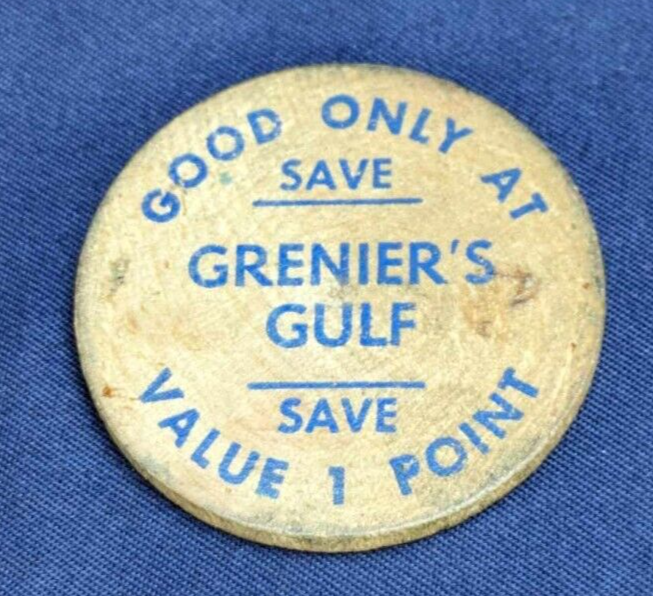 GOOD ONLY AT
SAVE
GRENIER'S
GULF
SAVE
VALUE 1 POINT